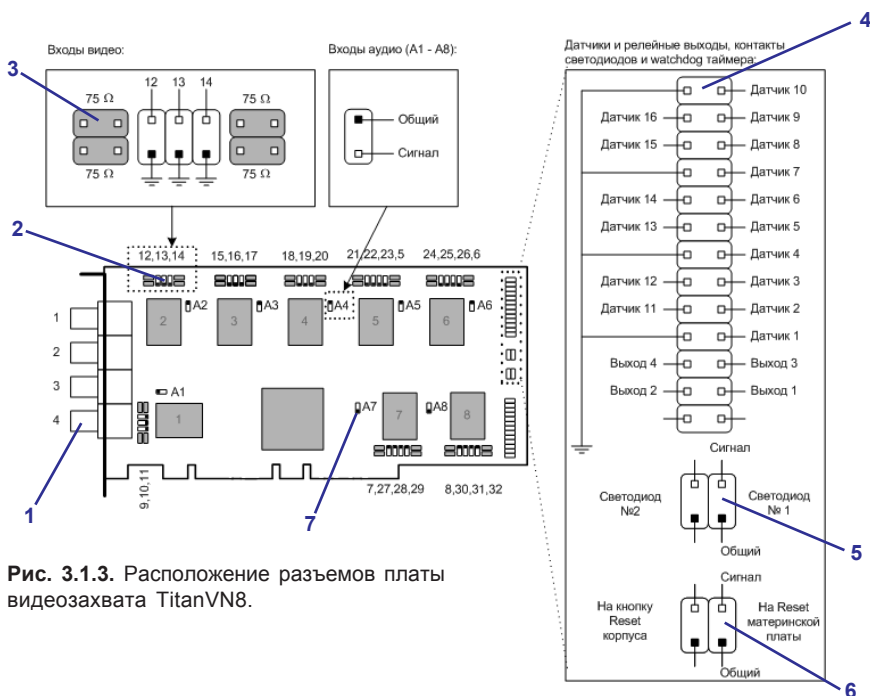 Входы видео:
Входы аудио (A1 - A8):
Датчики и релейные выходы, контакты
светодиодов и watchdog таймера:
4
3
12 13 14
75 Ω
75 Ω
75 Ω
75 Ω
Общий
Сигнал
Датчик 10
Датчик 16
Датчик 9
Датчик 15
Датчик 8
Датчик 7
Датчик 14
Датчик 6
Датчик 13
Датчик 5
Датчик 4
Датчик 12
Датчик 3
Датчик 11
Датчик 2
Датчик 1
Выход 4
Выход 3
Выход 2
Выход 1
2
12,13,14
15,16,17
18,19,20
21,22,23,5
24,25,26,6
A2
A3
A4
A5
A6
2
3
4
5
6
1
2
3
4
A1
1
A7
7
A8
8
9,10,11
7,27,28,29
8,30,31,32
1
7
Сигнал
Светодиод
№2
Светодиод
№ 1
Общий
5
Сигнал
На кнопку
Reset
корпуса
На Reset
материнской
платы
Общий
6
Рис. 3.1.3. Расположение разъемов платы
видеозахвата TitanVN8.